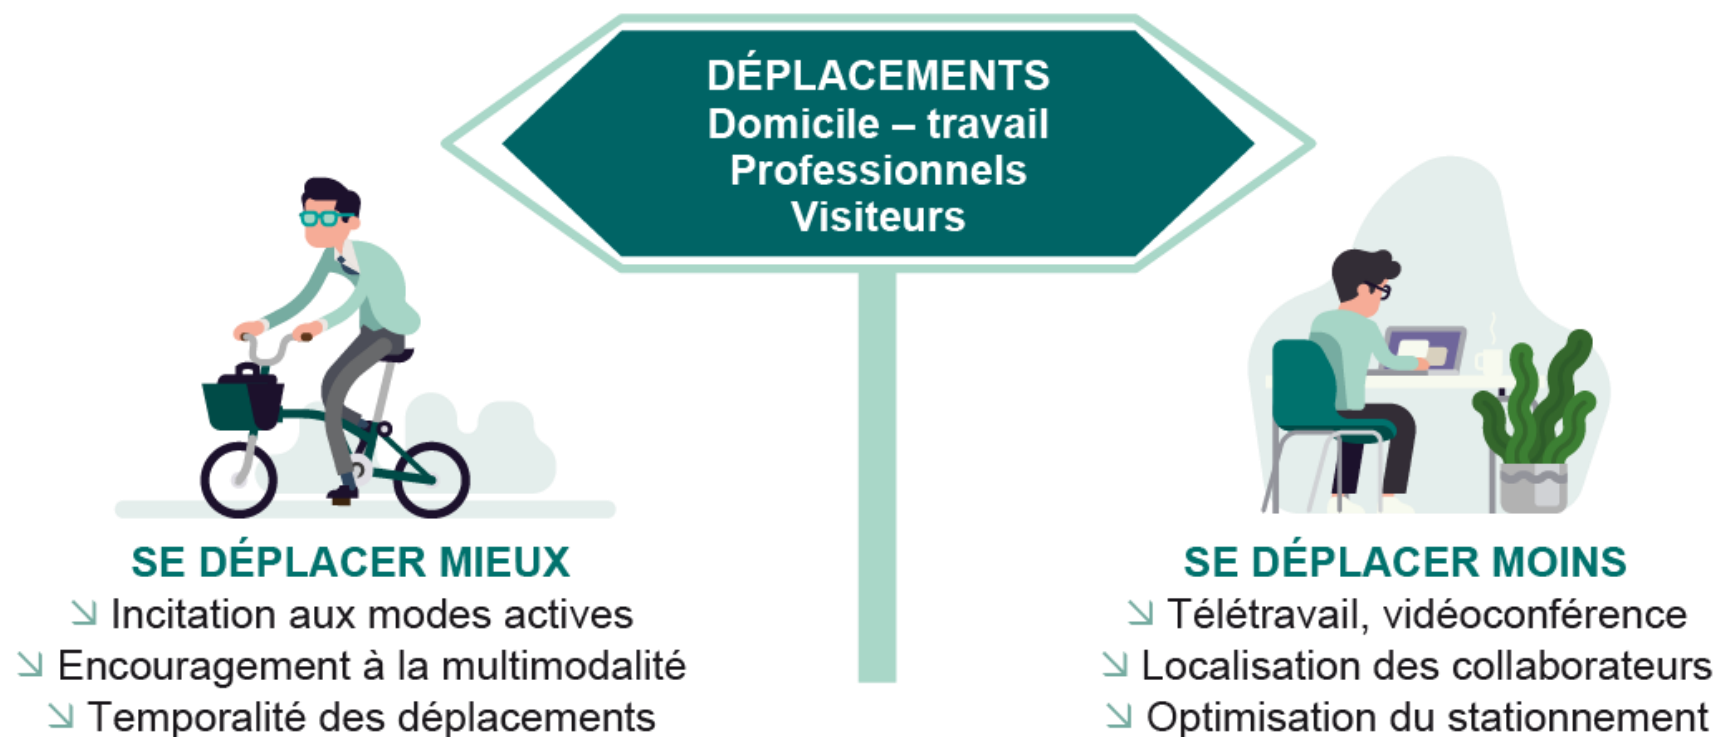 DÉPLACEMENTS
Domicile – travail
Professionnels
Visiteurs
SE DÉPLACER MIEUX
Incitation aux modes actives
Encouragement à la multimodalité
Temporalité des déplacements
SE DÉPLACER MOINS
Télétravail, vidéoconférence
Localisation des collaborateurs
Optimisation du stationnement